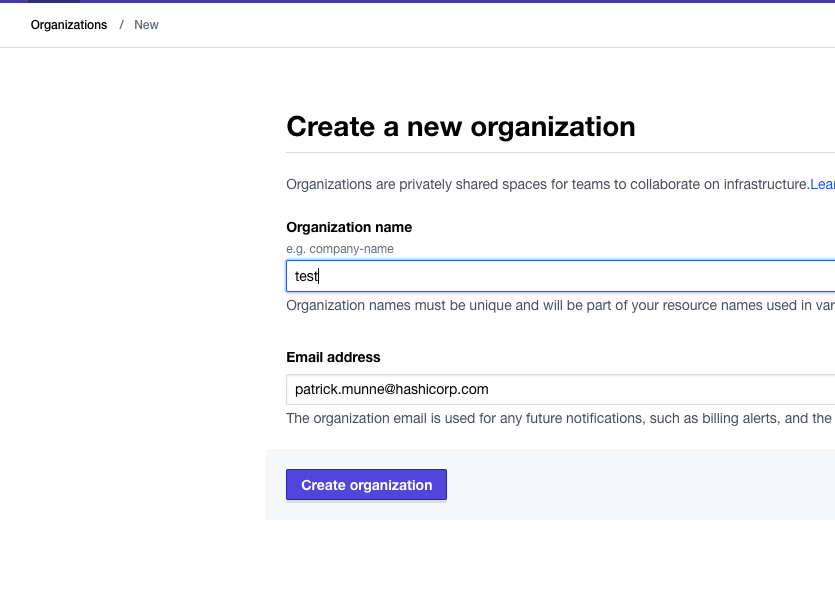 Organizations / New
Create a new organization
Organizations are privately shared spaces for teams to collaborate on infrastructure.Lear
Organization name
e.g. company-name
test
Organization names must be unique and will be part of your resource names used in var
Email address
patrick.munne@hashicorp.com
The organization email is used for any future notifications, such as billing alerts, and the
Create organization